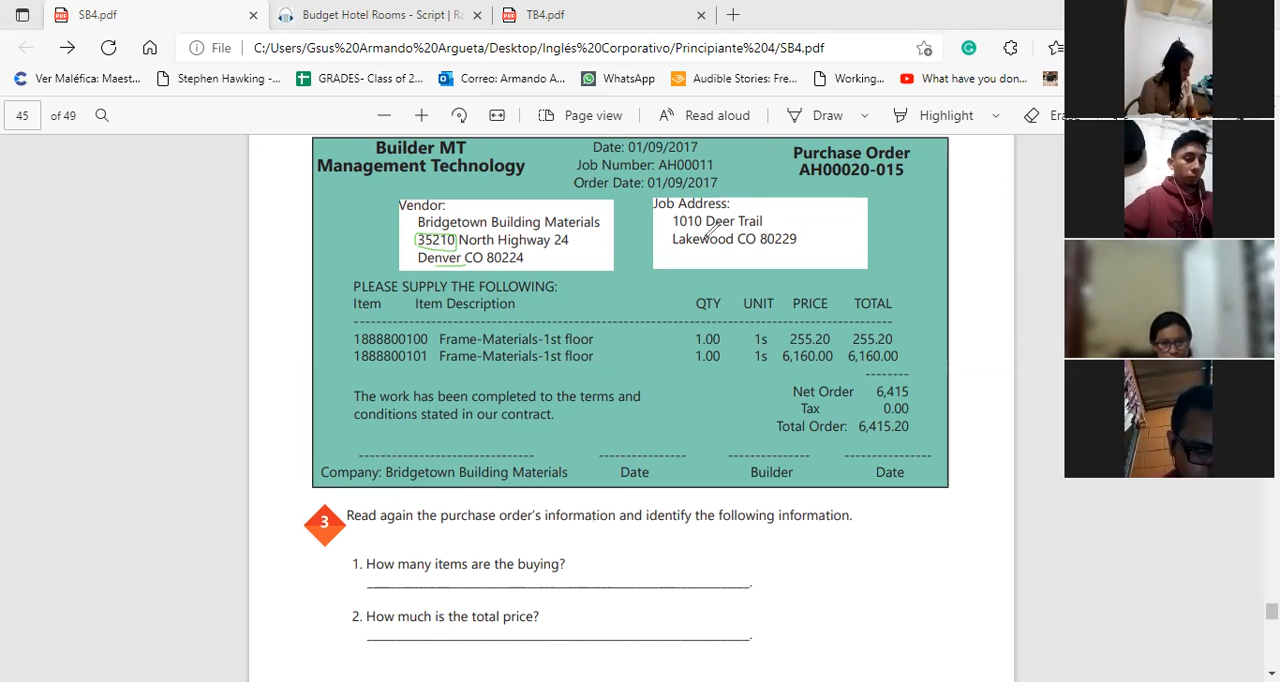 SB4.pdf
Budget Hotel Rooms - Script | Ra
TB4.pdf
File C:/Users/Gsus%20Armando%20Argueta/Desktop/Inglés%20Corporativo/Principiante%204/SB4.pdf
Ver Maléfica: Maest...
Stephen Hawking -...
GRADES- Class of 2...
Correo: Armando A...
WhatsApp
Audible Stories: Fre...
Working...
What have you don...
45 of 49
Page view
Read aloud
Draw
Highlight
Builder MT
Management Technology
Date: 01/09/2017
Job Number: AH00011
Order Date: 01/09/2017
Purchase Order
AH00020-015
Vendor:
Bridgetown Building Materials
35210 North Highway 24
Denver CO 80224
Job Address:
1010 Deer Trail
Lakewood CO 80229
PLEASE SUPPLY THE FOLLOWING:
Item Item Description QTY UNIT PRICE TOTAL
1888800100 Frame-Materials-1st floor 1.00 1s 255.20 255.20
1888800101 Frame-Materials-1st floor 1.00 1s 6,160.00 6,160.00
Net Order 6,415
Tax 0.00
Total Order: 6,415.20
The work has been completed to the terms and
conditions stated in our contract.
Company: Bridgetown Building Materials Date Builder Date
3 Read again the purchase order's information and identify the following information.
1. How many items are the buying?
2. How much is the total price?